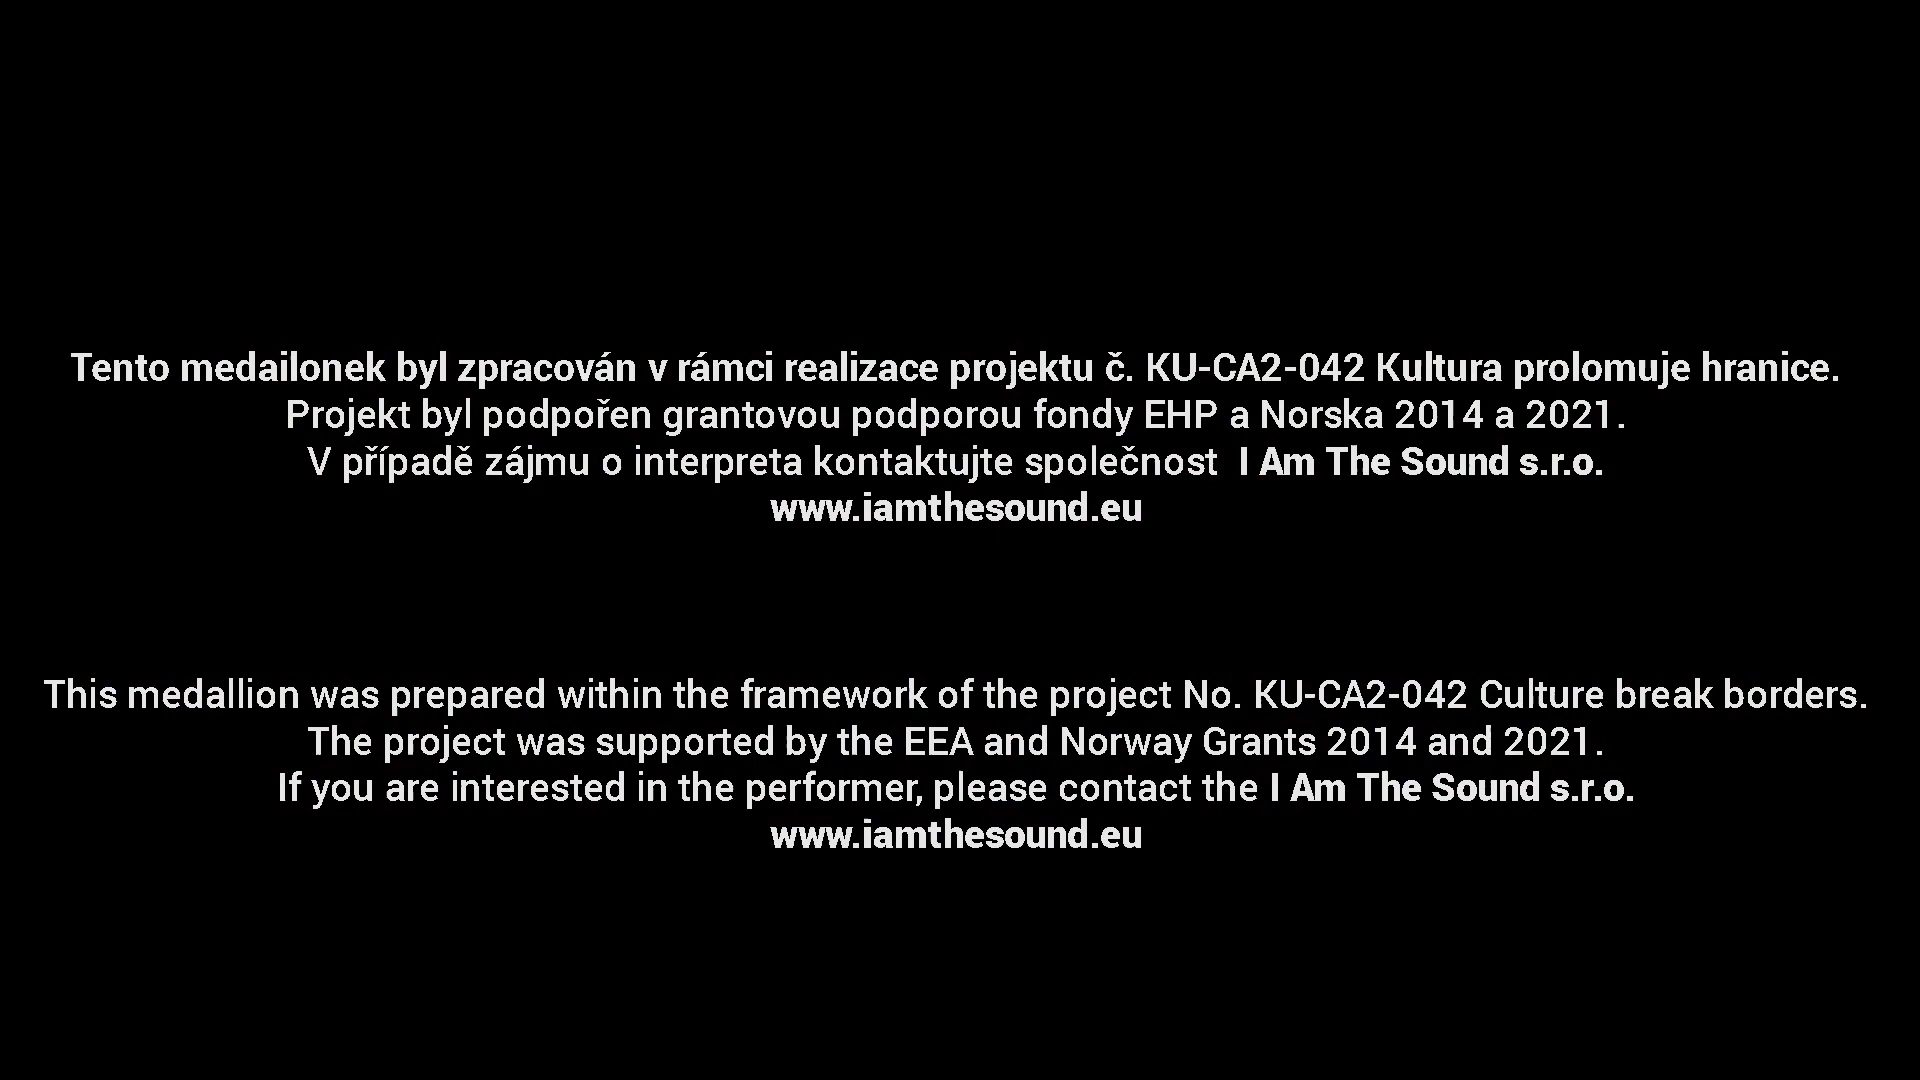 Tento medailonek byl zpracován v rámci realizace projektu č. KU-CA2-042 Kultura prolomuje hranice.
Projekt byl podpořen grantovou podporou fondy EHP a Norska 2014 a 2021.
V případě zájmu o interpreta kontaktujte společnost I Am The Sound s.r.o.
www.iamthesound.eu
This medallion was prepared within the framework of the project No. KU-CA2-042 Culture break borders.
The project was supported by the EEA and Norway Grants 2014 and 2021.
If you are interested in the performer, please contact the I Am The Sound s.r.o.
www.iamthesound.eu